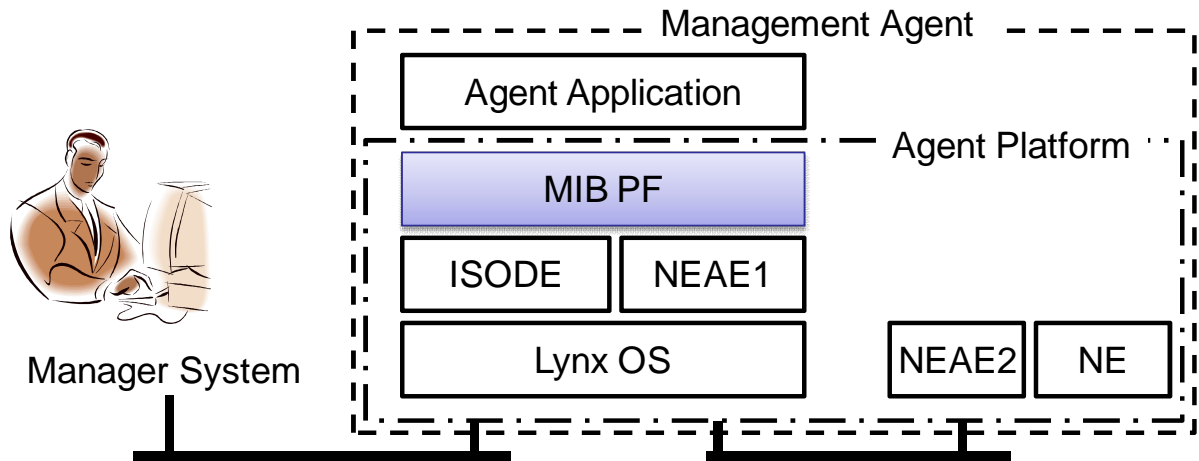 Management Agent
Agent Application
Agent Platform
MIB PF
ISODE NEAE1
Lynx OS NEAE2 NE
Manager System